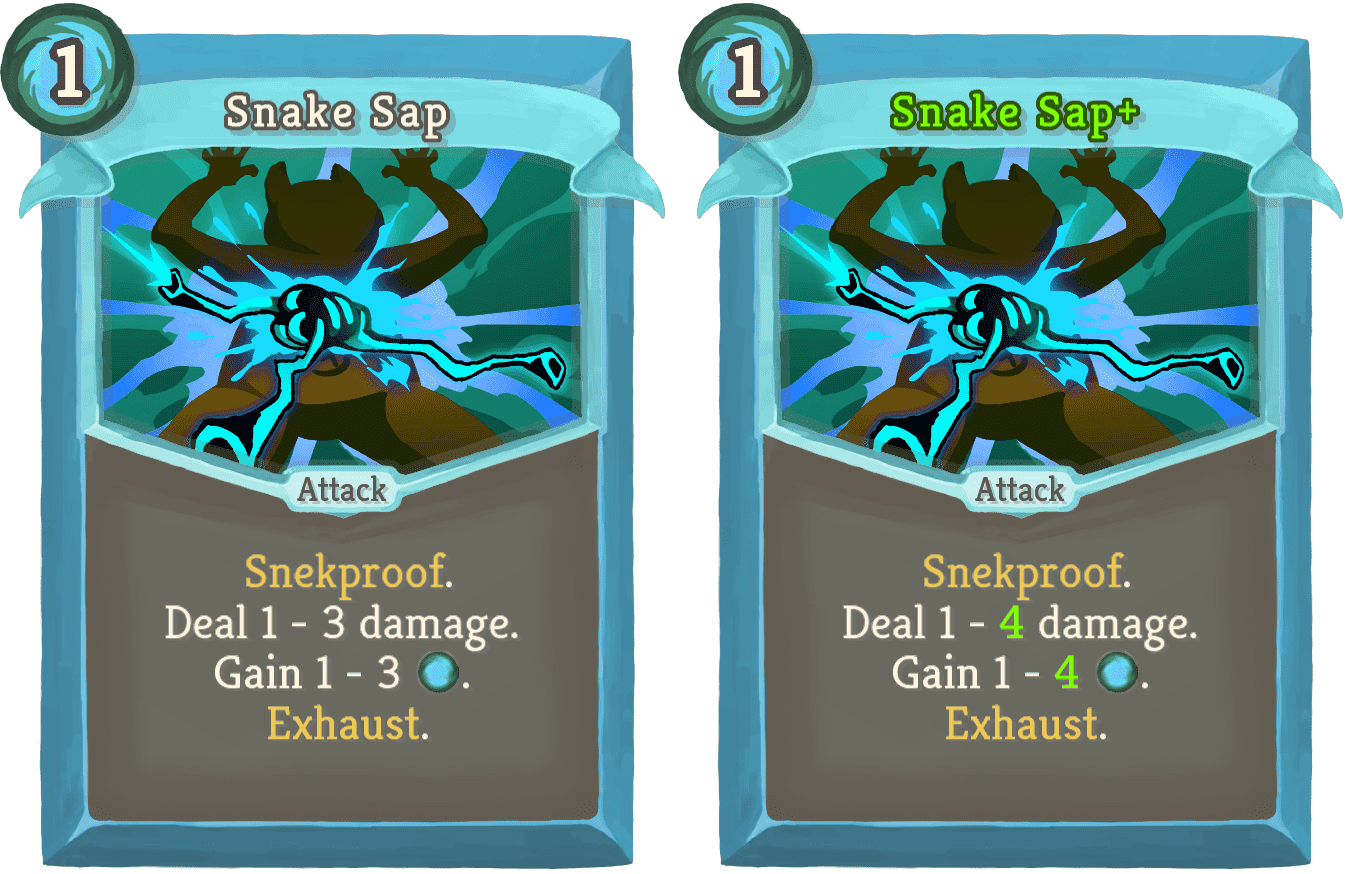 1
Snake Sap
Attack
Snekproof.
Deal 1 - 3 damage.
Gain 1 - 3 .
Exhaust.
1
Snake Sap+
Attack
Snekproof.
Deal 1 - 4 damage.
Gain 1 - 4 .
Exhaust.